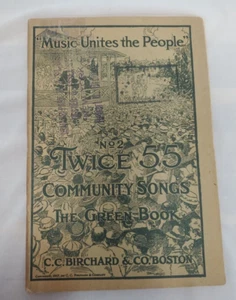 "Music Unites the People"
No 2
TWICE 55
COMMUNITY SONGS
THE GREEN BOOK
C.C. BIRCHARD & CO. BOSTON